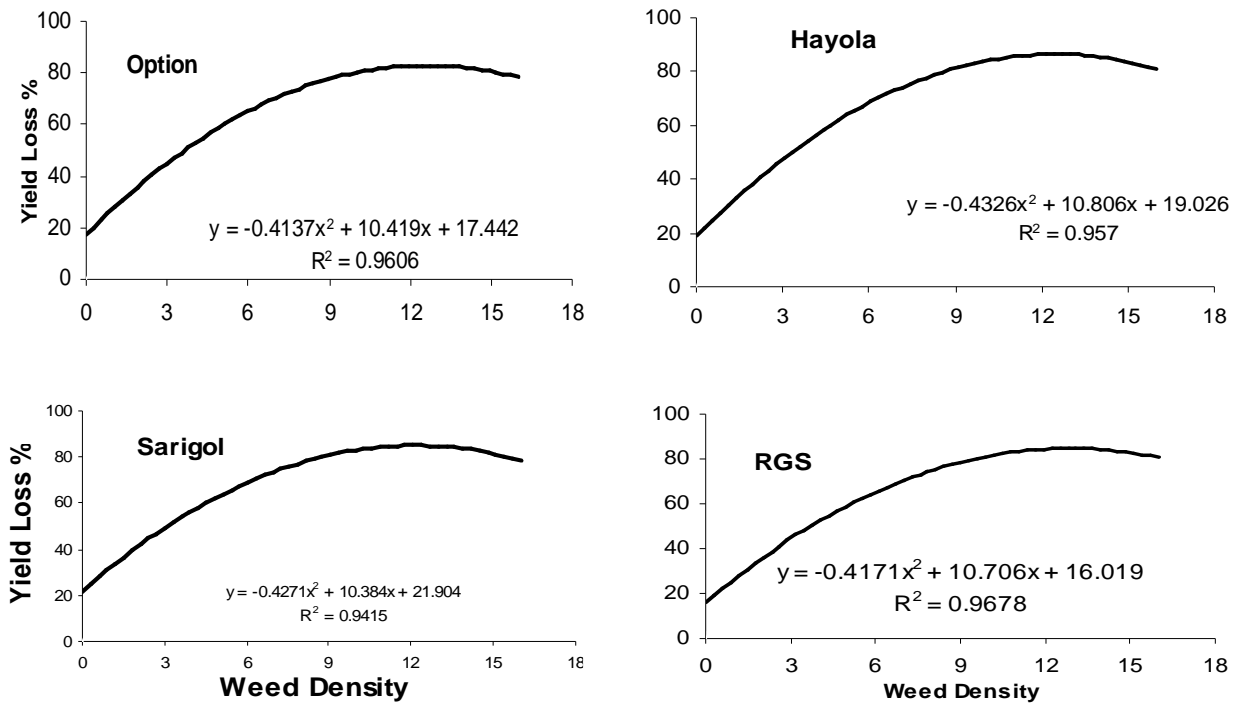 Option
Yield Loss %
100
80
60
40
20
0
y = -0.4137x² + 10.419x + 17.442
R² = 0.9606
0 3 6 9 12 15 18
Hayola
100
80
60
40
20
0
y = -0.4326x² + 10.806x + 19.026
R² = 0.957
0 3 6 9 12 15 18
Sarigol
Yield Loss %
100
80
60
40
20
0
y = -0.4271x² + 10.384x + 21.904
R² = 0.9415
0 3 6 9 12 15 18
Weed Density
RGS
100
80
60
40
20
0
y = -0.4171x² + 10.706x + 16.019
R² = 0.9678
0 3 6 9 12 15 18
Weed Density